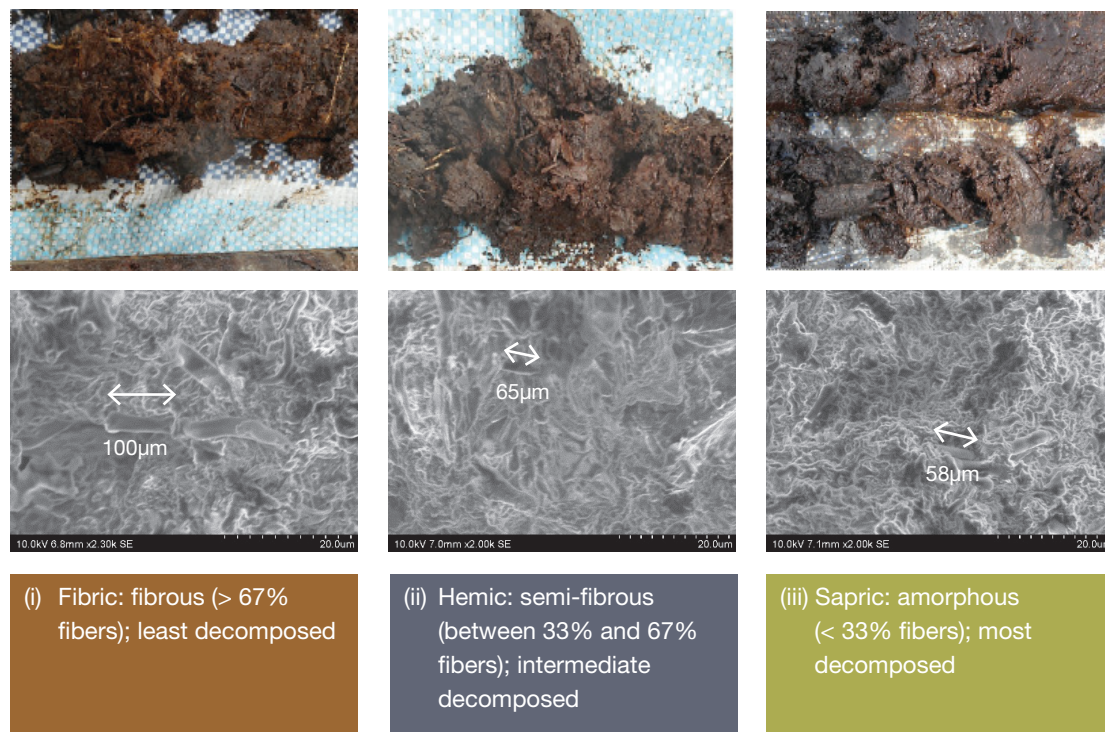 100µm
65µm
58µm
10.0kV 6.8mm x2.30k SE
20.0um
10.0kV 7.0mm x2.00k SE
20.0um
10.0kV 7.1mm x2.00k SE
20.0um
(i) Fibric: fibrous (> 67%
fibers); least decomposed
(ii) Hemic: semi-fibrous
(between 33% and 67%
fibers); intermediate
decomposed
(iii) Sapric: amorphous
(< 33% fibers); most
decomposed